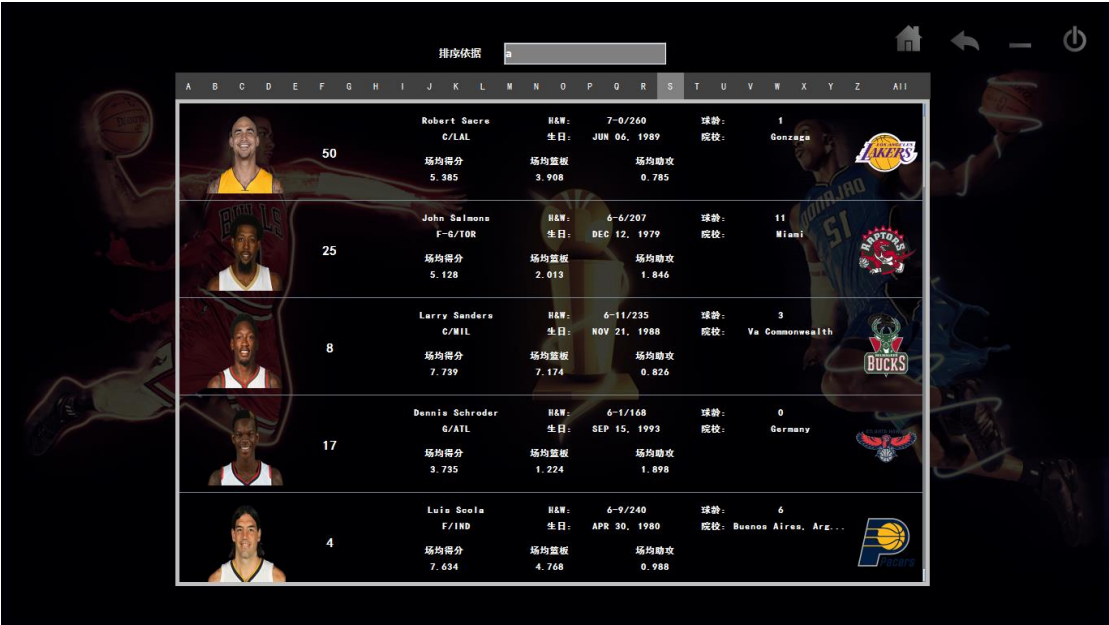 排序依据 a
A B C D E F G H I J K L M N O P Q R S T U V W X Y Z All
Robert Sacre H&W: 7-0/260 球龄: 1
50 C/LAL 生日: JUN 06, 1989 院校: Gonzaga
LOS ANGELES LAKERS
场均得分 场均篮板 场均助攻
5.385 3.908 0.785
John Salmons H&W: 6-6/207 球龄: 11
25 F-G/TOR 生日: DEC 12, 1979 院校: Miami
RAPTORS
场均得分 场均篮板 场均助攻
5.128 2.013 1.846
Larry Sanders H&W: 6-11/235 球龄: 3
8 C/MIL 生日: NOV 21, 1988 院校: Va Commonwealth
BUCKS
场均得分 场均篮板 场均助攻
7.739 7.174 0.826
Dennis Schroder H&W: 6-1/168 球龄: 0
17 G/ATL 生日: SEP 15, 1993 院校: Germany
场均得分 场均篮板 场均助攻
3.735 1.224 1.898
Luis Scola H&W: 6-9/240 球龄: 6
4 F/IND 生日: APR 30, 1980 院校: Buenos Aires, Arg...
Pacers
场均得分 场均篮板 场均助攻
7.634 4.768 0.988
BULLS
DONAJRD
51